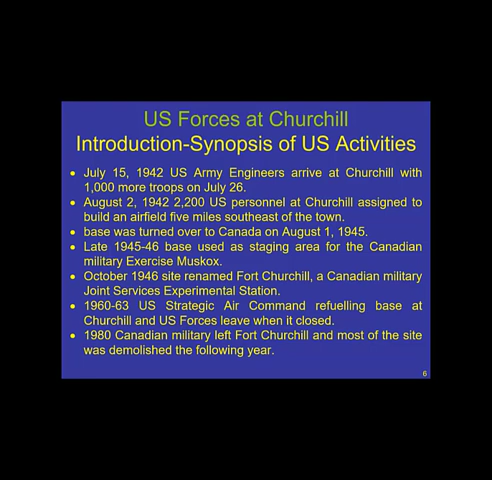 US Forces at Churchill
Introduction-Synopsis of US Activities
• July 15, 1942 US Army Engineers arrive at Churchill with
1,000 more troops on July 26.
• August 2, 1942 2,200 US personnel at Churchill assigned to
build an airfield five miles southeast of the town.
• base was turned over to Canada on August 1, 1945.
• Late 1945-46 base used as staging area for the Canadian
military Exercise Muskox.
• October 1946 site renamed Fort Churchill, a Canadian military
Joint Services Experimental Station.
• 1960-63 US Strategic Air Command refuelling base at
Churchill and US Forces leave when it closed.
• 1980 Canadian military left Fort Churchill and most of the site
was demolished the following year.
6